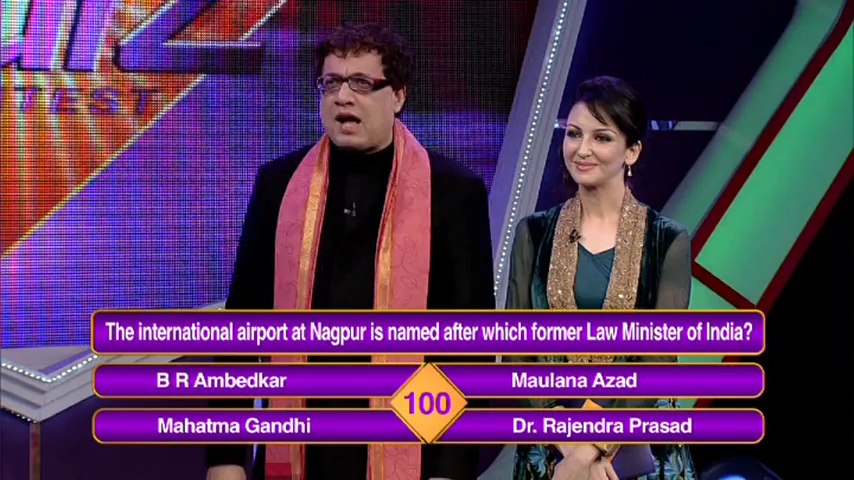 TEST
The international airport at Nagpur is named after which former Law Minister of India?
B R Ambedkar
Maulana Azad
100
Mahatma Gandhi
Dr. Rajendra Prasad